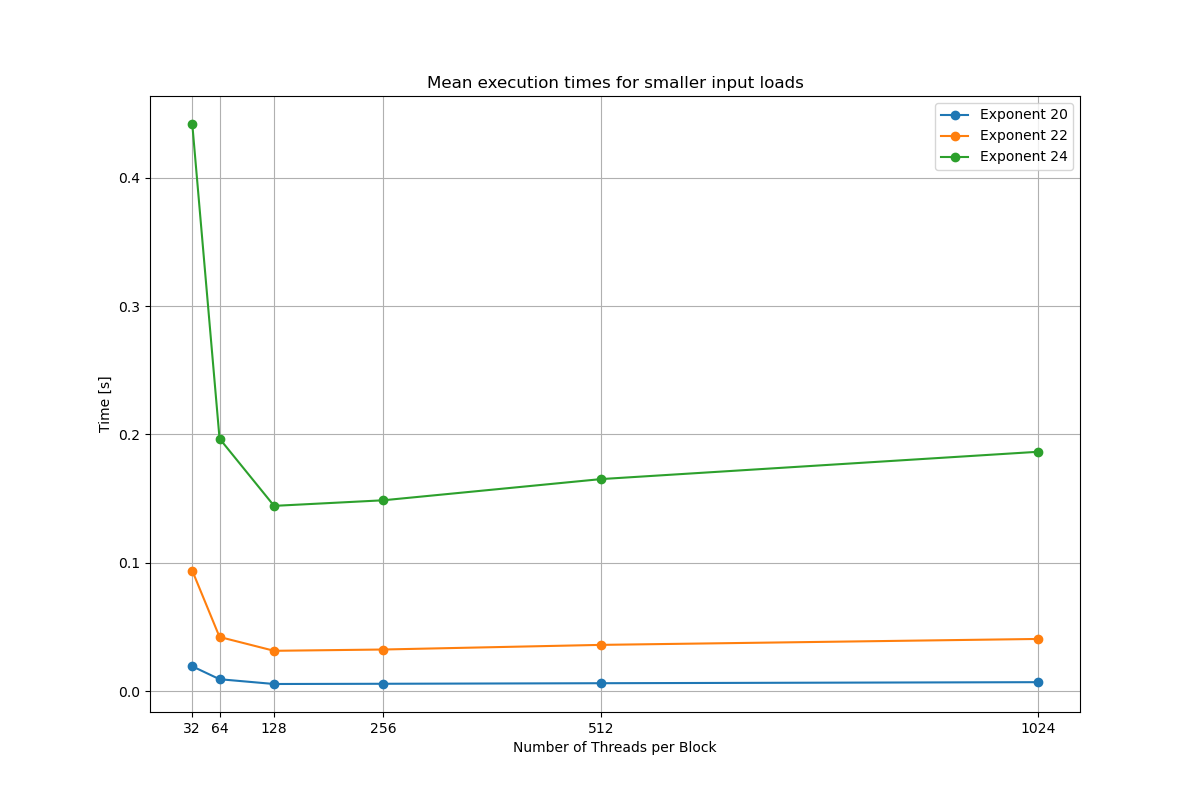 Mean execution times for smaller input loads
Exponent 20
Exponent 22
Exponent 24
Time [s]
0.4
0.3
0.2
0.1
0.0
32 64 128 256 512 1024
Number of Threads per Block